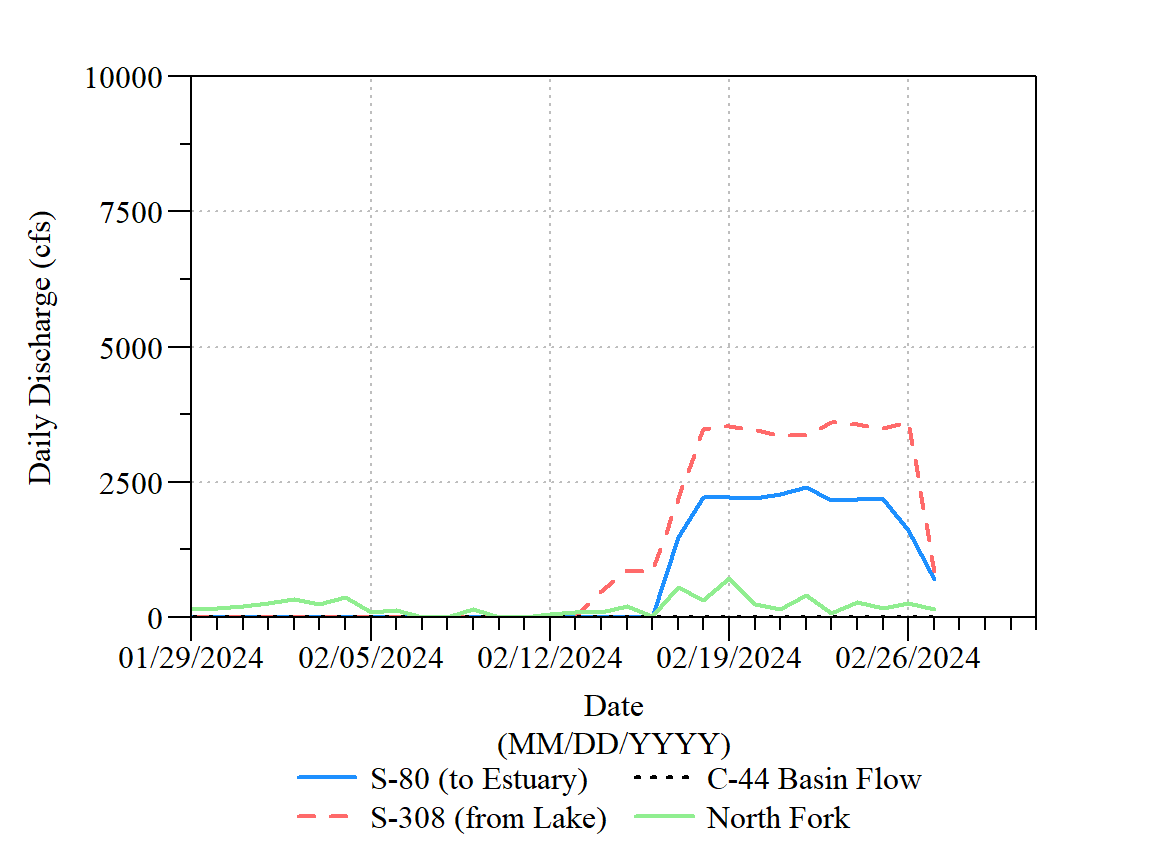 10000
7500
5000
2500
0
Daily Discharge (cfs)
01/29/2024 02/05/2024 02/12/2024 02/19/2024 02/26/2024
Date
(MM/DD/YYYY)
S-80 (to Estuary) C-44 Basin Flow
S-308 (from Lake) North Fork